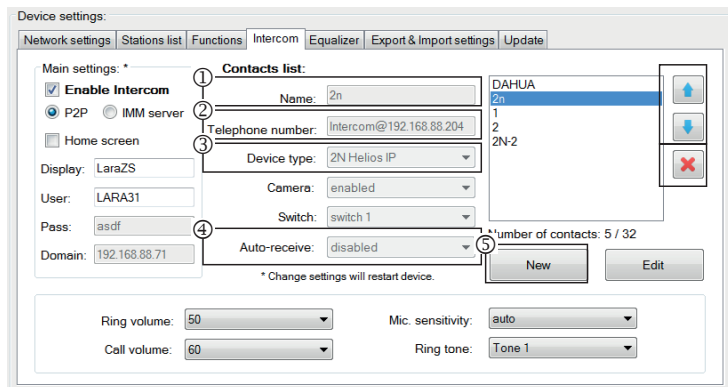 Device settings:
Network settings Stations list Functions Intercom Equalizer Export & Import settings Update
Main settings: *
Enable Intercom
P2P IMM server
Home screen
Display: LaraZS
User: LARA31
Pass: asdf
Domain: 192.168.88.71
Contacts list:
① Name: 2n
② Telephone number: Intercom@192.168.88.204
③ Device type: 2N Helios IP
Camera: enabled
Switch: switch 1
④ Auto-receive: disabled
* Change settings will restart device.
DAHUA
2n
1
2
2N-2
Number of contacts: 5 / 32
⑤ New Edit
Ring volume: 50 Mic. sensitivity: auto
Call volume: 60 Ring tone: Tone 1